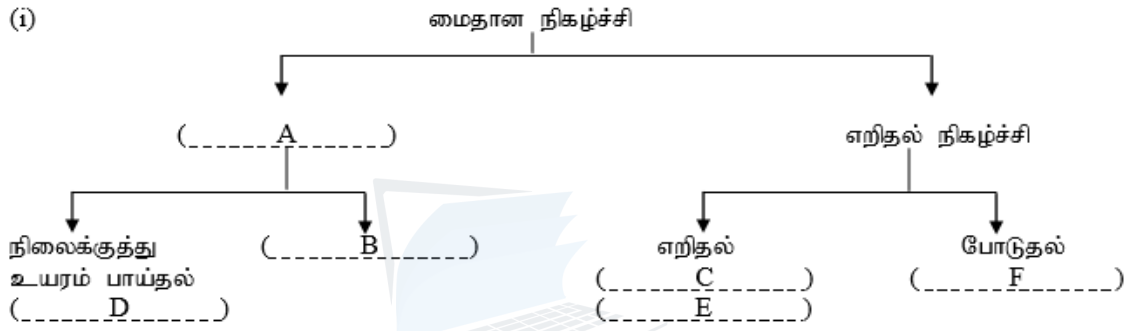 (i) மைதான நிகழ்ச்சி
(______A______) எறிதல் நிகழ்ச்சி
நிலைக்குத்து (______B______) எறிதல் போடுதல்
உயரம் பாய்தல் (______C______) (______F______)
(______D______) (______E______)